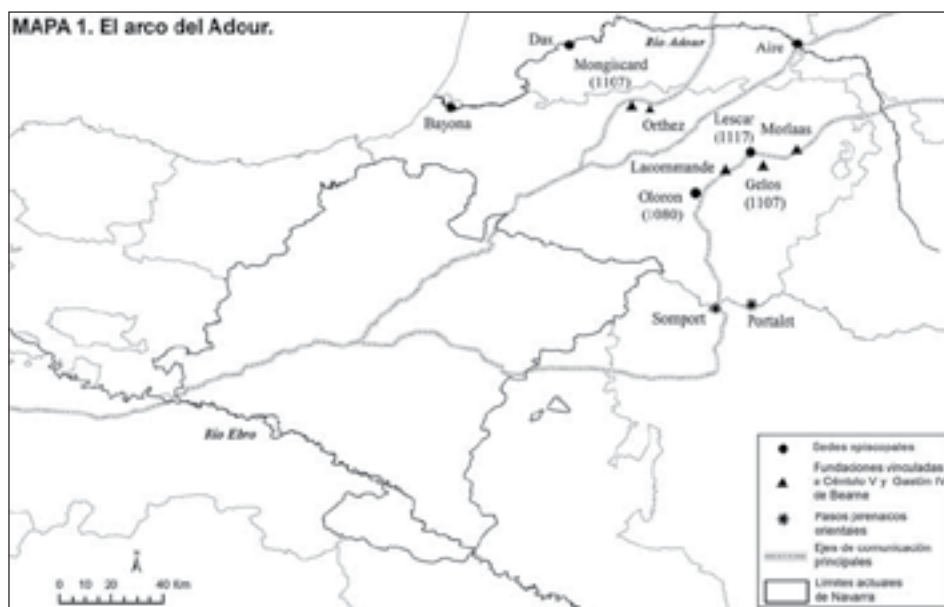 MAPA 1. El arco del Adour.
Das
Río Adour
Aire
Mongiscard
(1107)
Bayona
Orthez
Lescar
(1117)
Morlaas
Lacommande
Gelos
(1107)
Oloron
(1080)
Somport
Portalet
Río Ebro
Sedes episcopales
Fundaciones vinculadas
a Céntulo V y Gastón IV
de Bearne
Pasos pirenaicos
orientales
Ejes de comunicación
principales
Límites actuales
de Navarra
0 10 20 40 Km